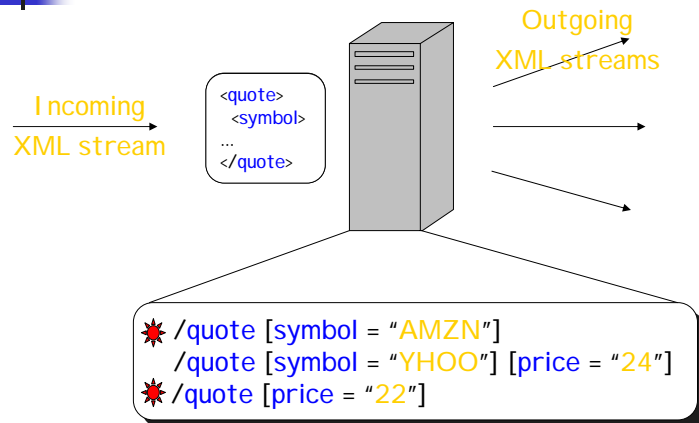 Outgoing
XML streams
Incoming
XML stream
<quote>
<symbol>
...
</quote>
/quote [symbol = “AMZN”]
/quote [symbol = “YHOO”] [price = “24”]
/quote [price = “22”]